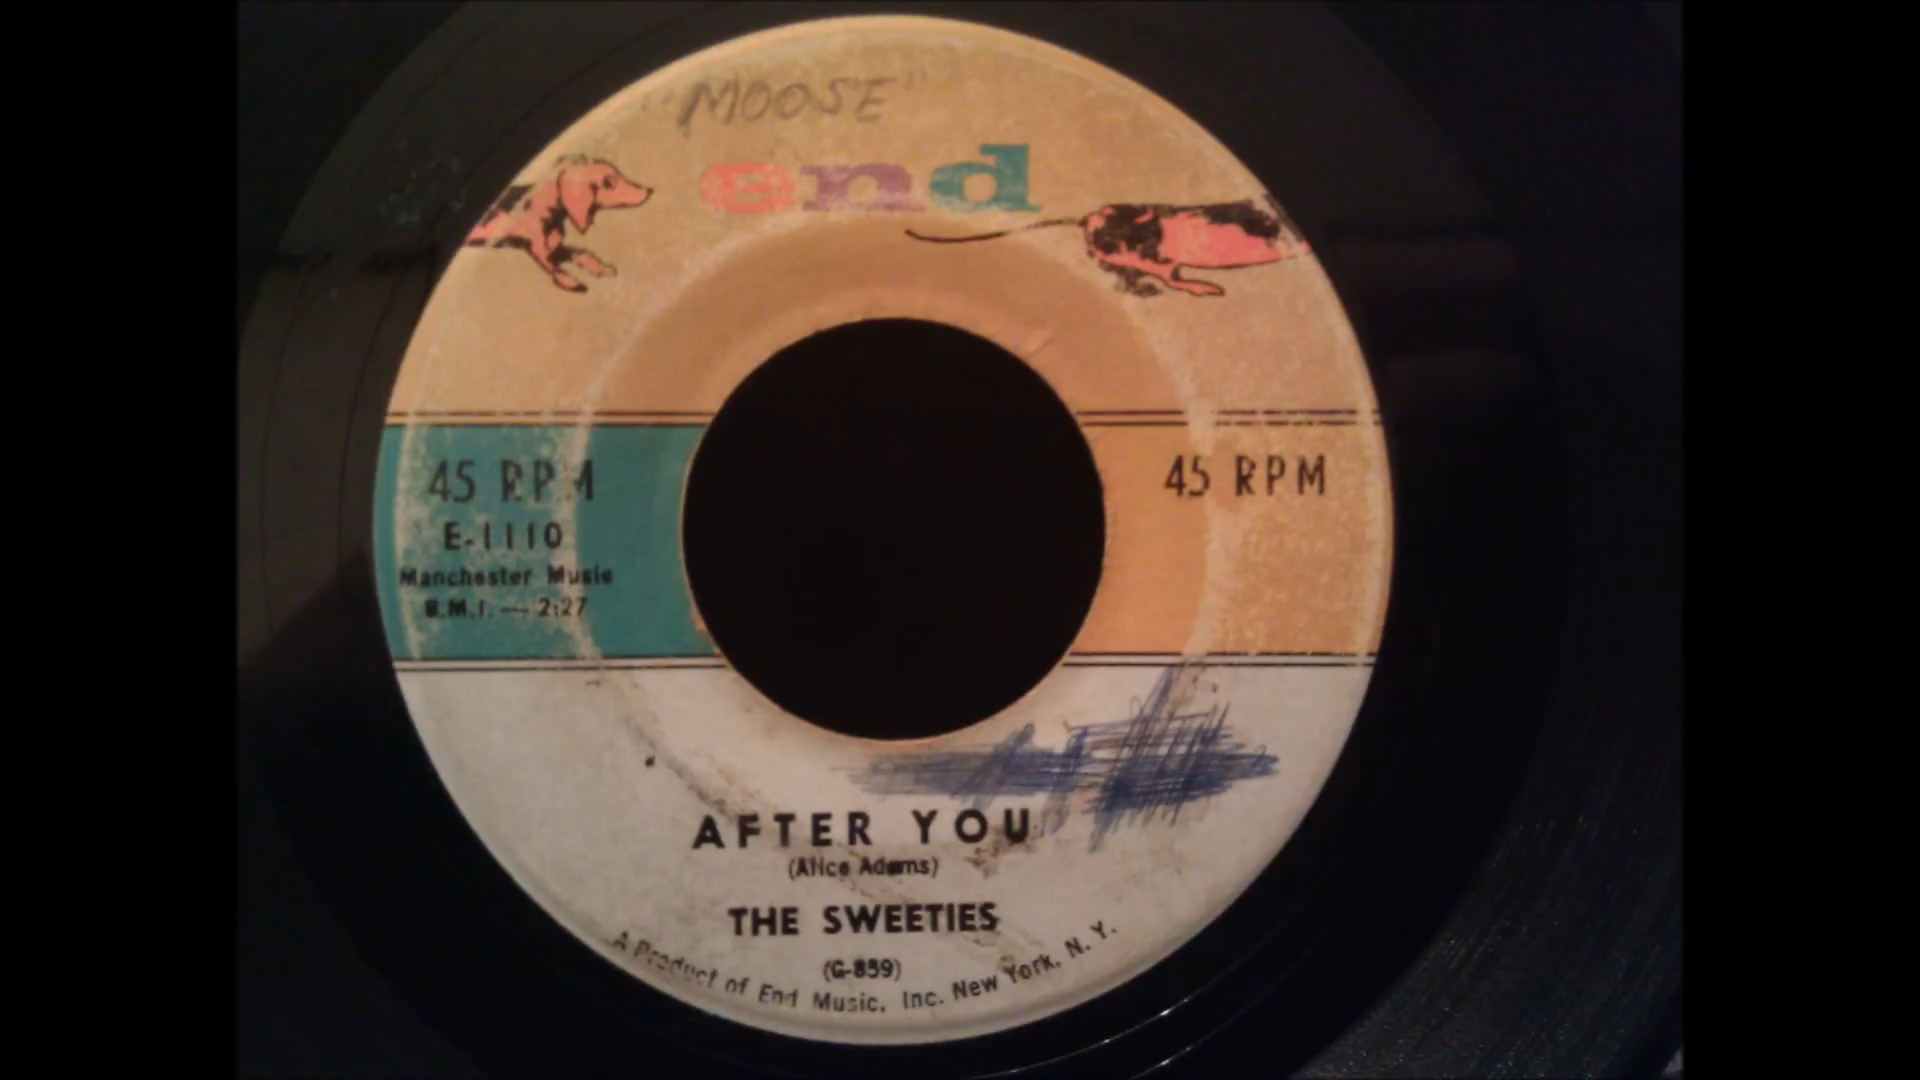 "MOOSE"
end
45 RPM
E-1110
Manchester Music
B.M.I. — 2:27
45 RPM
AFTER YOU
(Alice Adams)
THE SWEETIES
(G-859)
A Product of End Music, Inc. New York, N. Y.